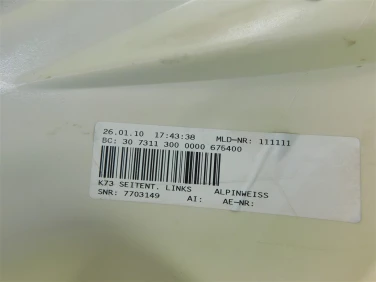 26.01.10 17:43:38 MLD-NR: 111111
BC: 30 7311 300 0000 675400
K73 SEITENT. LINKS ALPINWEISS
SNR: 7703149 AI: AE-NR: